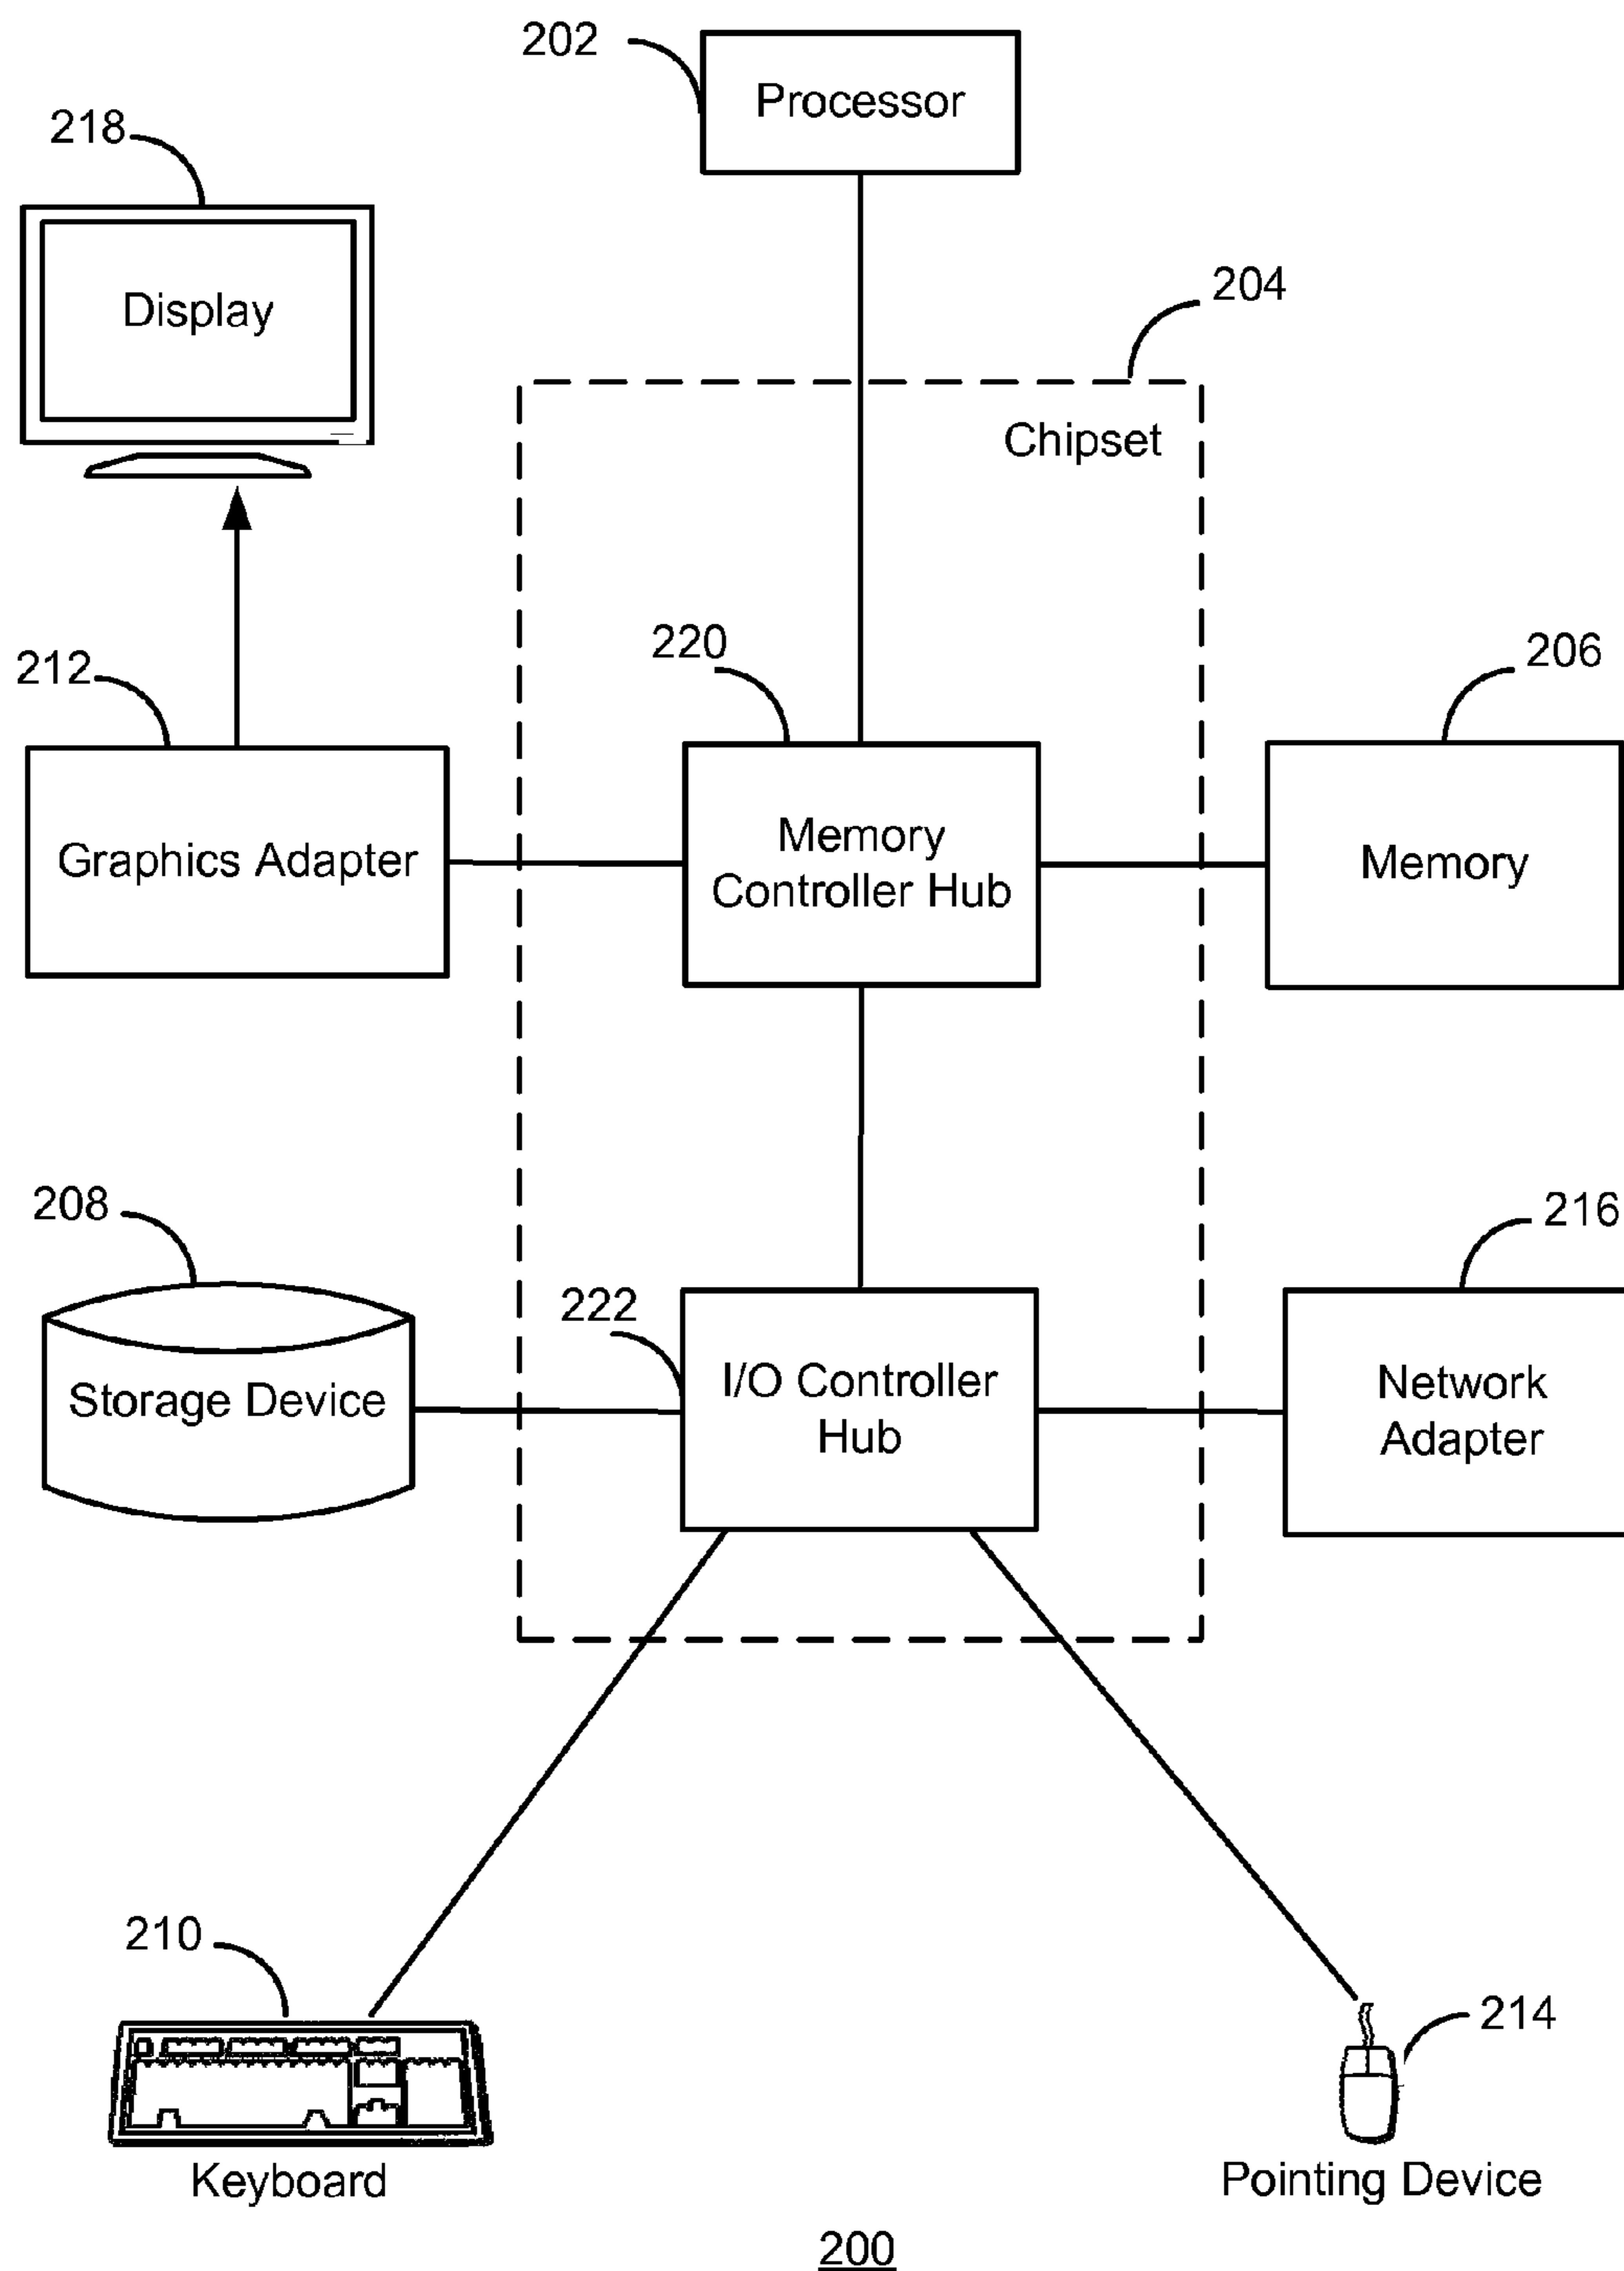 202
Processor
218
Display
204
Chipset
220
206
212
Graphics Adapter
Memory
Controller Hub
Memory
208
216
222
Storage Device
I/O Controller
Hub
Network
Adapter
210
214
Keyboard
Pointing Device
200